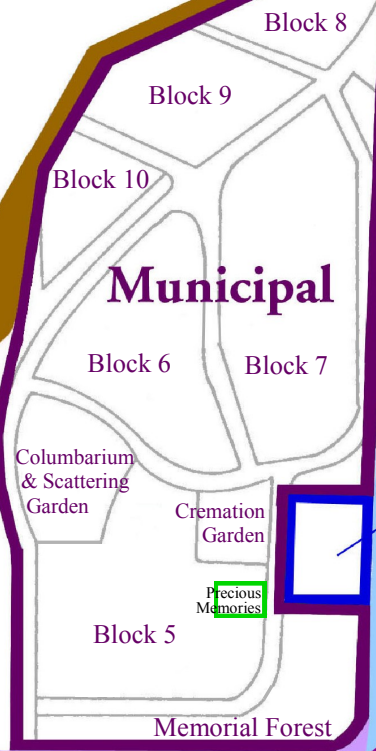 Block 8
Block 9
Block 10
Municipal
Block 6
Block 7
Columbarium
& Scattering
Garden
Cremation
Garden
Precious
Memories
Block 5
Memorial Forest